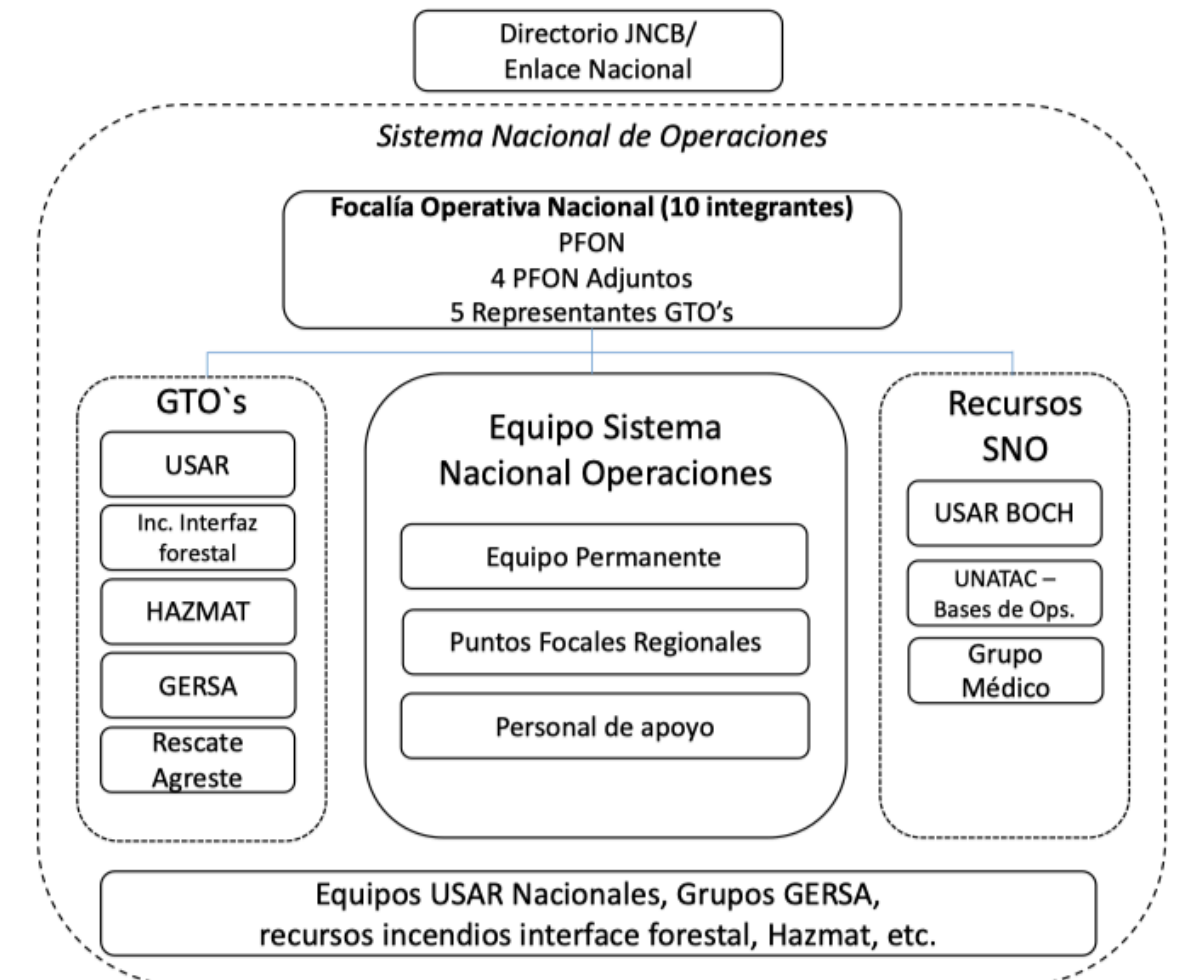 Directorio JNCB/
Enlace Nacional
Sistema Nacional de Operaciones
Focalía Operativa Nacional (10 integrantes)
PFON
4 PFON Adjuntos
5 Representantes GTO’s
GTO`s
USAR
Inc. Interfaz
forestal
HAZMAT
GERSA
Rescate
Agreste
Equipo Sistema
Nacional Operaciones
Equipo Permanente
Puntos Focales Regionales
Personal de apoyo
Recursos
SNO
USAR BOCH
UNATAC –
Bases de Ops.
Grupo
Médico
Equipos USAR Nacionales, Grupos GERSA,
recursos incendios interface forestal, Hazmat, etc.